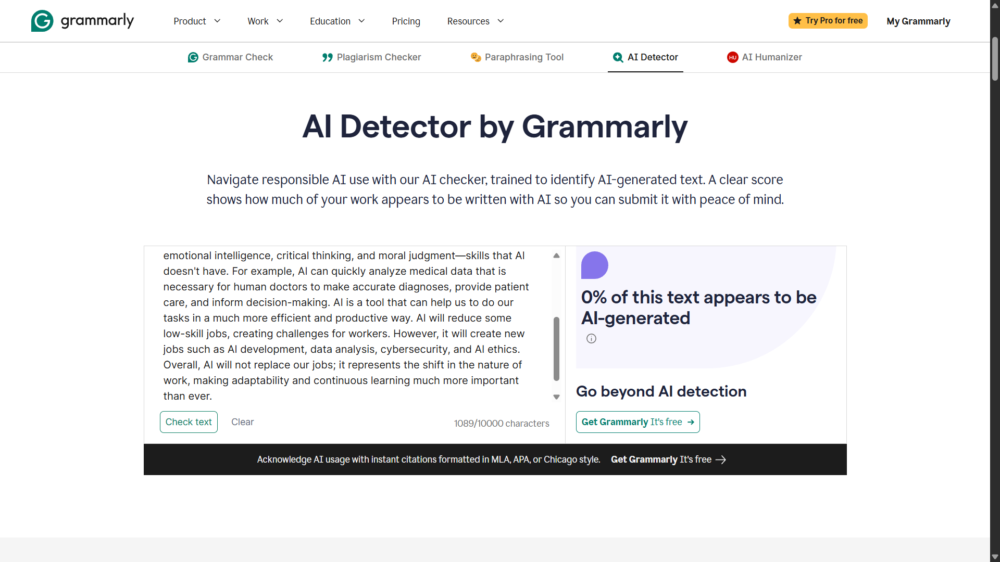 grammarly
Product
Work
Education
Pricing
Resources
Try Pro for free
My Grammarly
Grammar Check
Plagiarism Checker
Paraphrasing Tool
AI Detector
HU
AI Humanizer
AI Detector by Grammarly
Navigate responsible AI use with our AI checker, trained to identify AI-generated text. A clear score
shows how much of your work appears to be written with AI so you can submit it with peace of mind.
emotional intelligence, critical thinking, and moral judgment—skills that AI
doesn't have. For example, AI can quickly analyze medical data that is
necessary for human doctors to make accurate diagnoses, provide patient
care, and inform decision-making. AI is a tool that can help us to do our
tasks in a much more efficient and productive way. AI will reduce some
low-skill jobs, creating challenges for workers. However, it will create new
jobs such as AI development, data analysis, cybersecurity, and AI ethics.
Overall, AI will not replace our jobs; it represents the shift in the nature of
work, making adaptability and continuous learning much more important
than ever.
Check text
Clear
1089/10000 characters
0% of this text appears to be
AI-generated
Go beyond AI detection
Get Grammarly It's free
Acknowledge AI usage with instant citations formatted in MLA, APA, or Chicago style.
Get Grammarly It's free